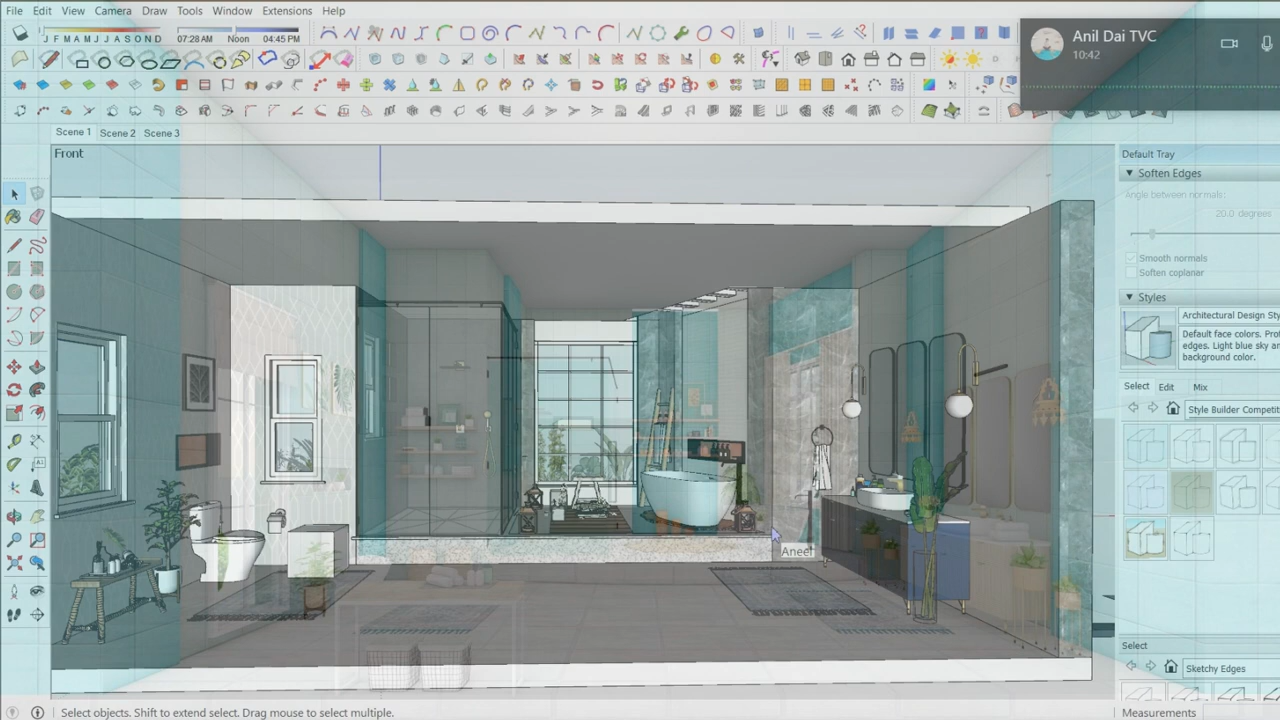 File Edit View Camera Draw Tools Window Extensions Help
J F M A M J J A S O N D 07:28 AM Noon 04:45 PM
Anil Dai TVC
10:42
Scene 1 Scene 2 Scene 3
Front
Default Tray
Soften Edges
Angle between normals:
20.0 degrees
Smooth normals
Soften coplanar
Styles
Architectural Design Sty
Default face colors. Prof
edges. Light blue sky an
background color.
Select Edit Mix
Style Builder Competit
Aneel
Select
Sketchy Edges
Select objects. Shift to extend select. Drag mouse to select multiple.
Measurements